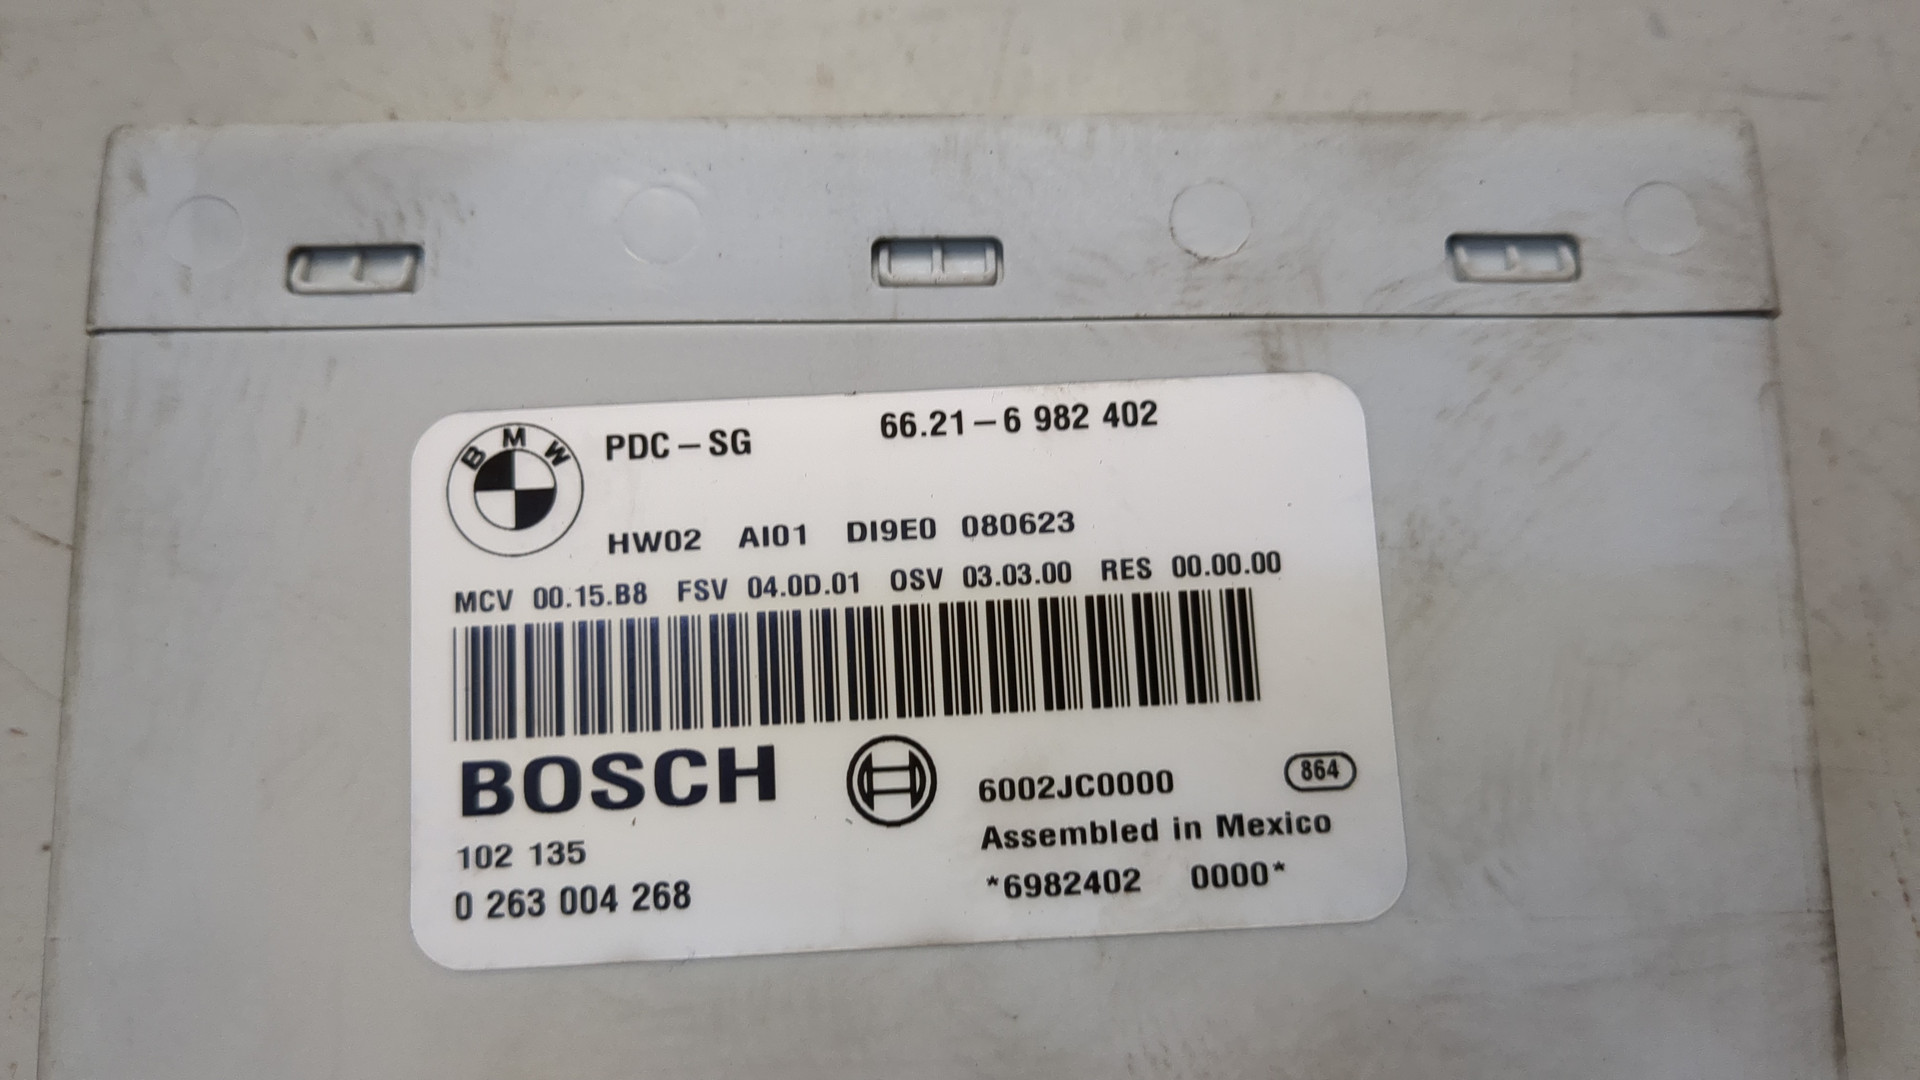 BMW PDC-SG 66.21-6 982 402
HW02 AI01 DI9E0 080623
MCV 00.15.B8 FSV 04.0D.01 OSV 03.03.00 RES 00.00.00
BOSCH 6002JC0000 864
Assembled in Mexico
102 135
*6982402 0000*
0 263 004 268